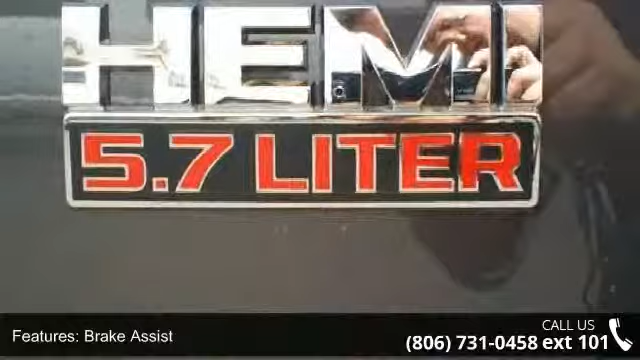 HEMI
5.7 LITER
Features: Brake Assist
CALL US
(806) 731-0458 ext 101